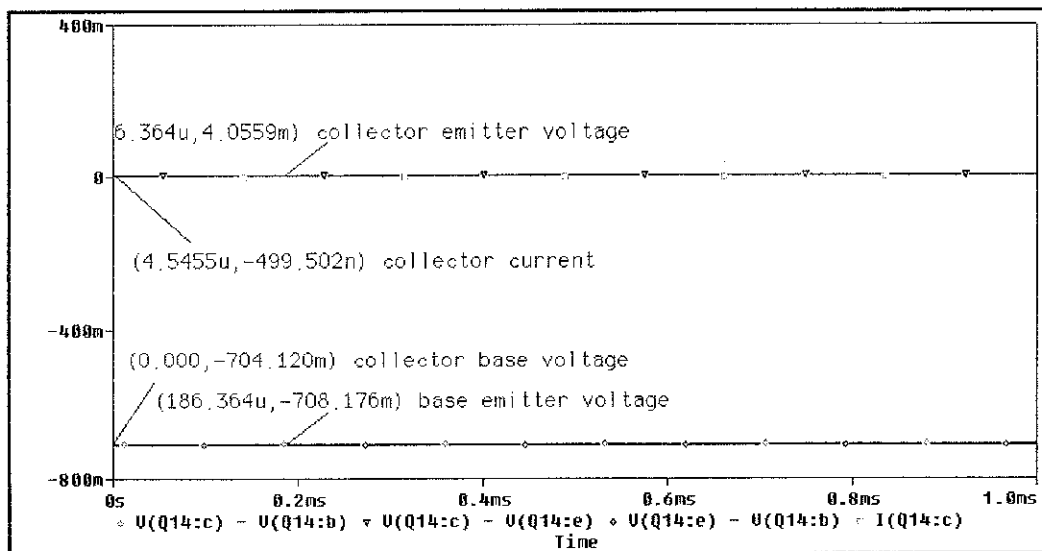 400m
6.364u,4.0559m) collector emitter voltage
0
(4.5455u,-499.502n) collector current
-400m
(0.000,-704.120m) collector base voltage
(186.364u,-708.176m) base emitter voltage
-800m
0s 0.2ms 0.4ms 0.6ms 0.8ms 1.0ms
V(Q14:c) - V(Q14:b) V(Q14:c) - V(Q14:e) V(Q14:e) - V(Q14:b) I(Q14:c)
Time